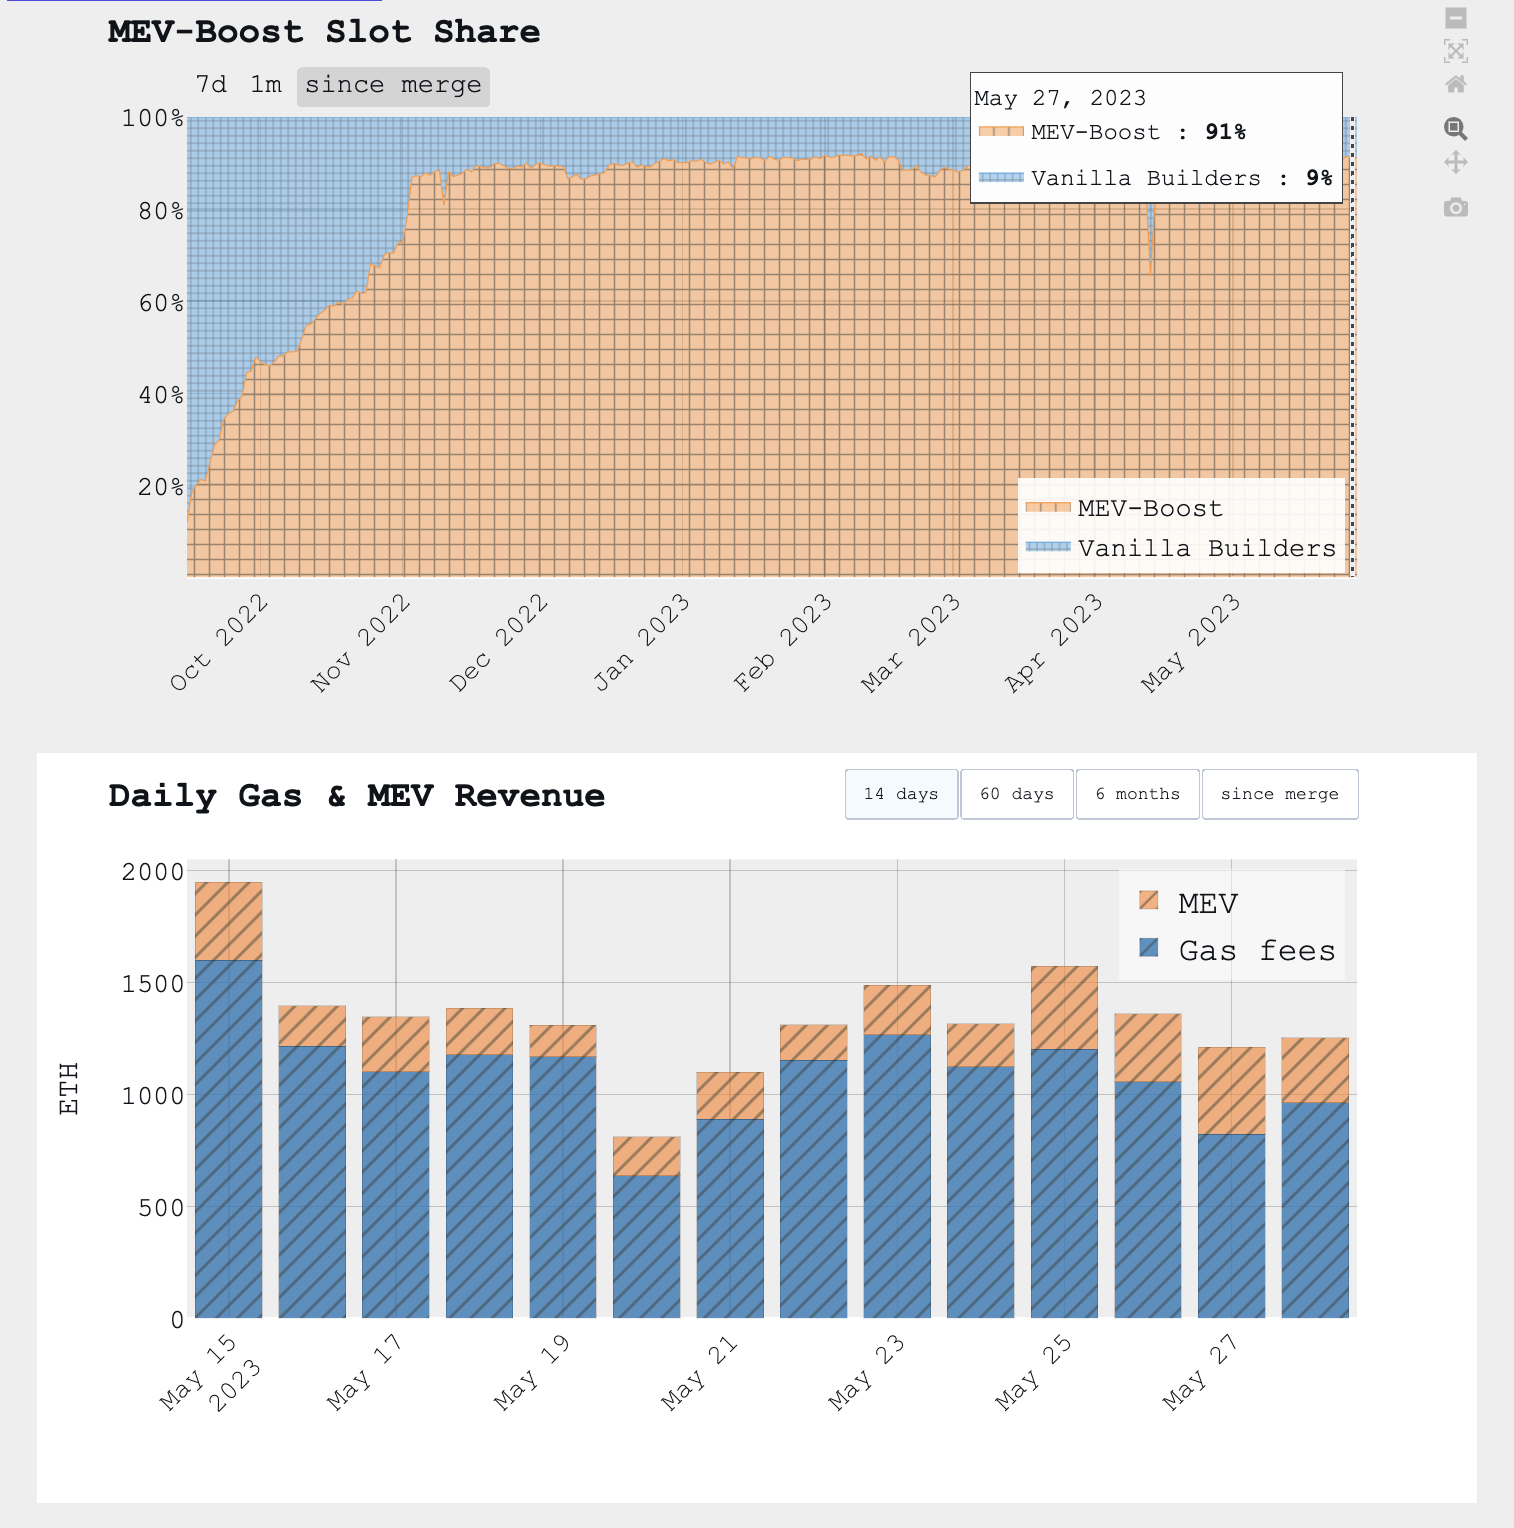 MEV-Boost Slot Share
7d 1m since merge
May 27, 2023
MEV-Boost : 91%
Vanilla Builders : 9%
100%
80%
60%
40%
20%
MEV-Boost
Vanilla Builders
Oct 2022
Nov 2022
Dec 2022
Jan 2023
Feb 2023
Mar 2023
Apr 2023
May 2023
Daily Gas & MEV Revenue
14 days
60 days
6 months
since merge
MEV
Gas fees
2000
1500
1000
500
0
ETH
May 15
2023
May 17
May 19
May 21
May 23
May 25
May 27